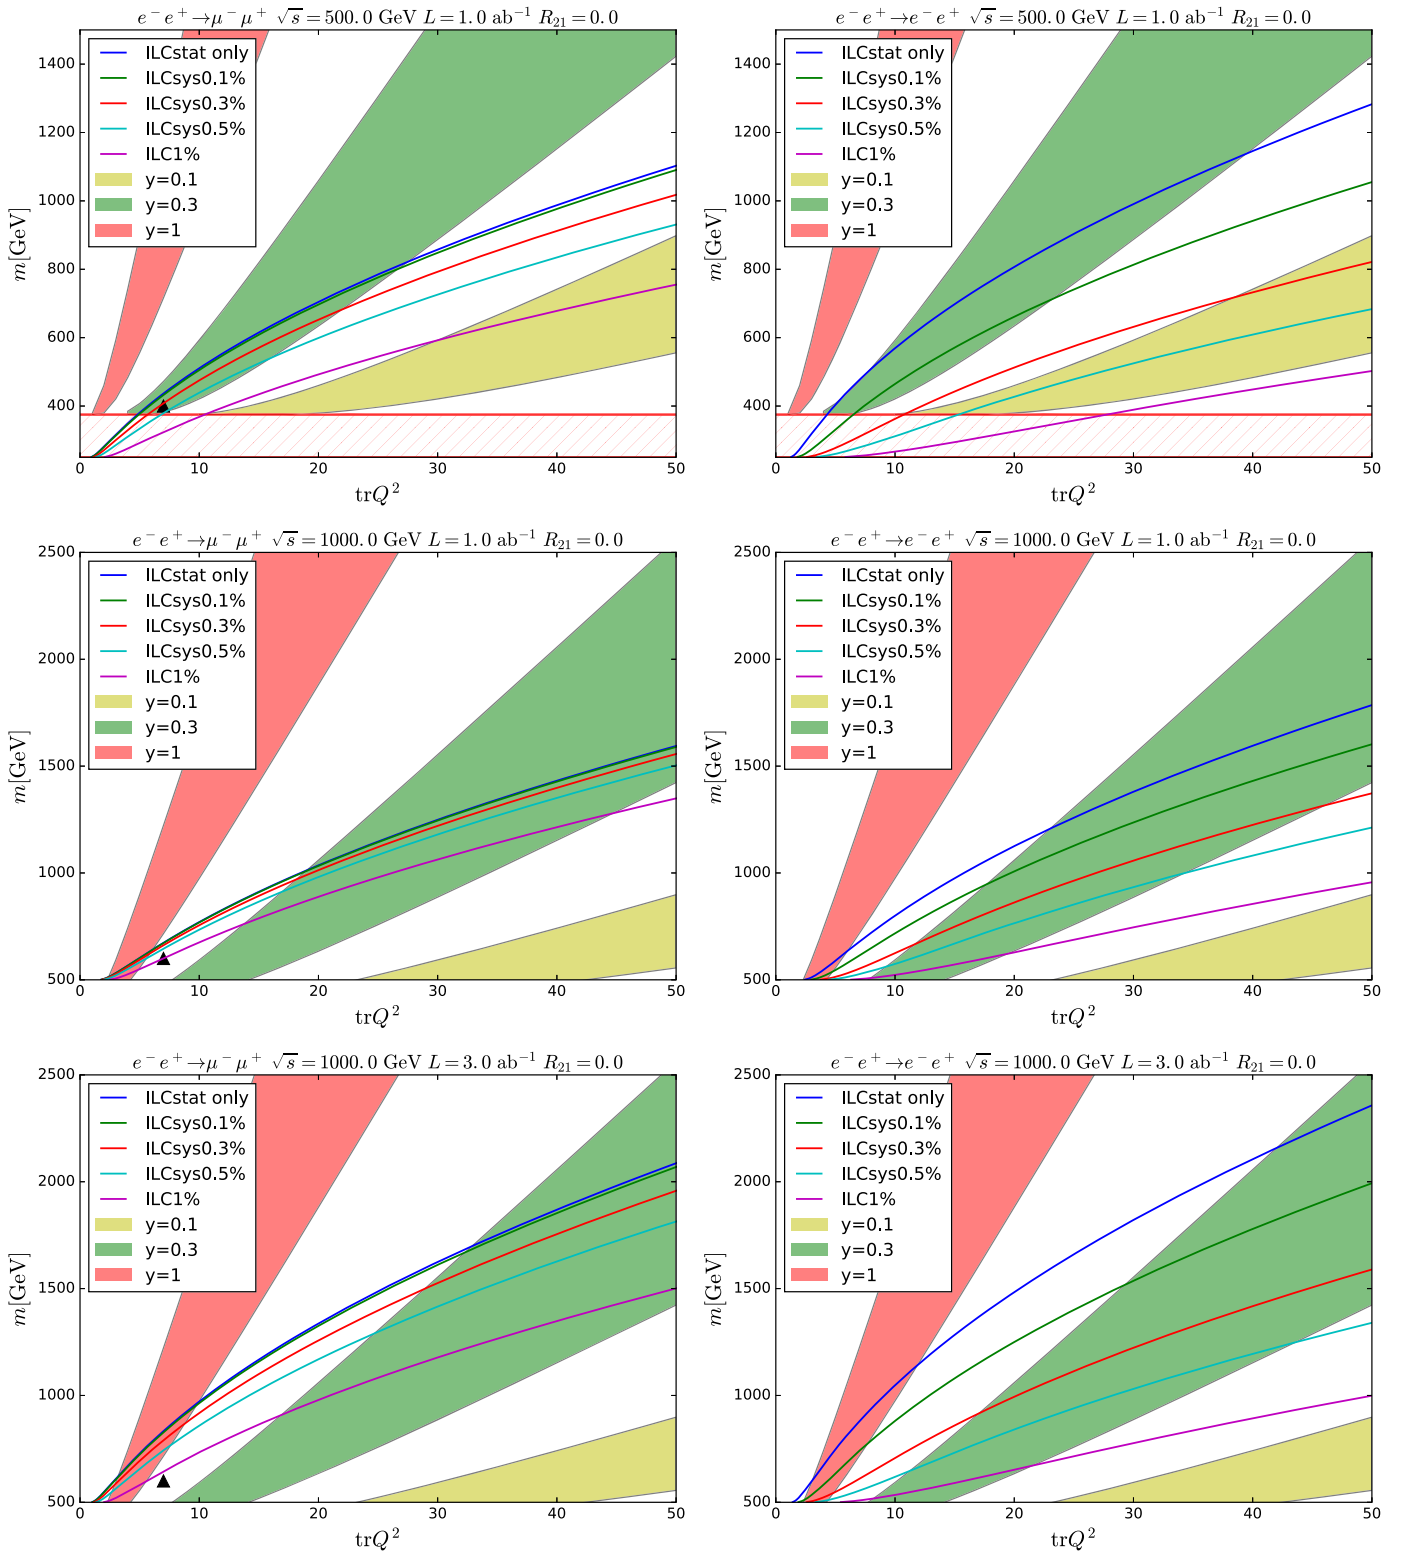 e⁻e⁺→μ⁻μ⁺ √s=500.0 GeV L=1.0 ab⁻¹ R₂₁=0.0
ILCstat only
ILCsys0.1%
ILCsys0.3%
ILCsys0.5%
ILC1%
y=0.1
y=0.3
y=1
1400
1200
1000
800
600
400
m[GeV]
0 10 20 30 40 50
trQ²
e⁻e⁺→e⁻e⁺ √s=500.0 GeV L=1.0 ab⁻¹ R₂₁=0.0
ILCstat only
ILCsys0.1%
ILCsys0.3%
ILCsys0.5%
ILC1%
y=0.1
y=0.3
y=1
1400
1200
1000
800
600
400
m[GeV]
0 10 20 30 40 50
trQ²
e⁻e⁺→μ⁻μ⁺ √s=1000.0 GeV L=1.0 ab⁻¹ R₂₁=0.0
ILCstat only
ILCsys0.1%
ILCsys0.3%
ILCsys0.5%
ILC1%
y=0.1
y=0.3
y=1
2500
2000
1500
1000
500
m[GeV]
0 10 20 30 40 50
trQ²
e⁻e⁺→e⁻e⁺ √s=1000.0 GeV L=1.0 ab⁻¹ R₂₁=0.0
ILCstat only
ILCsys0.1%
ILCsys0.3%
ILCsys0.5%
ILC1%
y=0.1
y=0.3
y=1
2500
2000
1500
1000
500
m[GeV]
0 10 20 30 40 50
trQ²
e⁻e⁺→μ⁻μ⁺ √s=1000.0 GeV L=3.0 ab⁻¹ R₂₁=0.0
ILCstat only
ILCsys0.1%
ILCsys0.3%
ILCsys0.5%
ILC1%
y=0.1
y=0.3
y=1
2500
2000
1500
1000
500
m[GeV]
0 10 20 30 40 50
trQ²
e⁻e⁺→e⁻e⁺ √s=1000.0 GeV L=3.0 ab⁻¹ R₂₁=0.0
ILCstat only
ILCsys0.1%
ILCsys0.3%
ILCsys0.5%
ILC1%
y=0.1
y=0.3
y=1
2500
2000
1500
1000
500
m[GeV]
0 10 20 30 40 50
trQ²